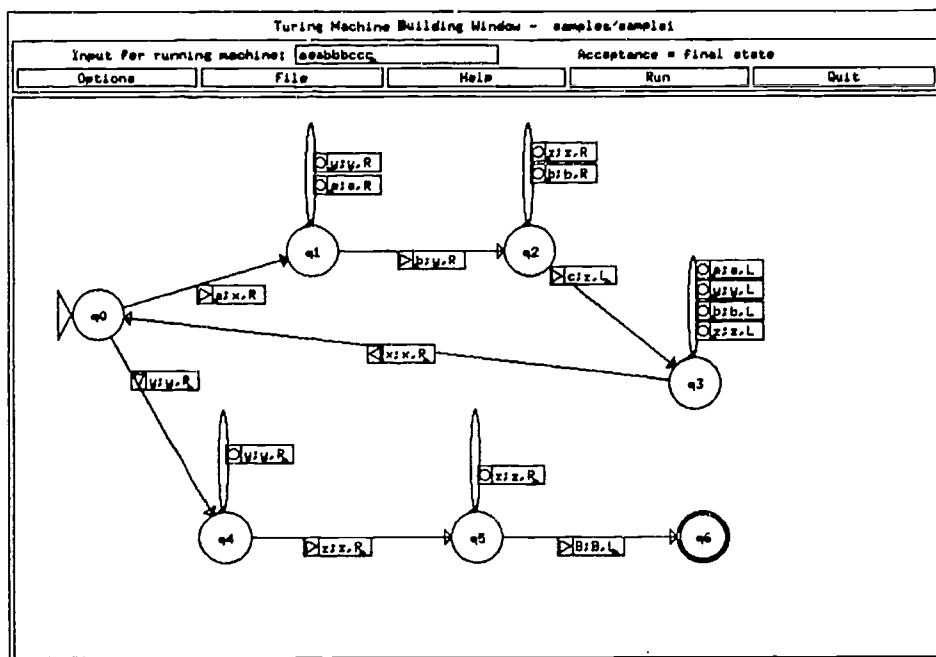 Turing Machine Building Window - samples/sample1
Input for running machine: aaabbbccc
Acceptance = final state
Options File Help Run Quit
y;y,R
a;a,R
z;z,R
b;b,R
q1
b;y,R
q2
c;z,L
a;a,L
y;y,L
b;b,L
z;z,L
a;x,R
q0
x;x,R
q3
y;y,R
y;y,R
z;z,R
q4
z;z,R
q5
B;B,L
q6